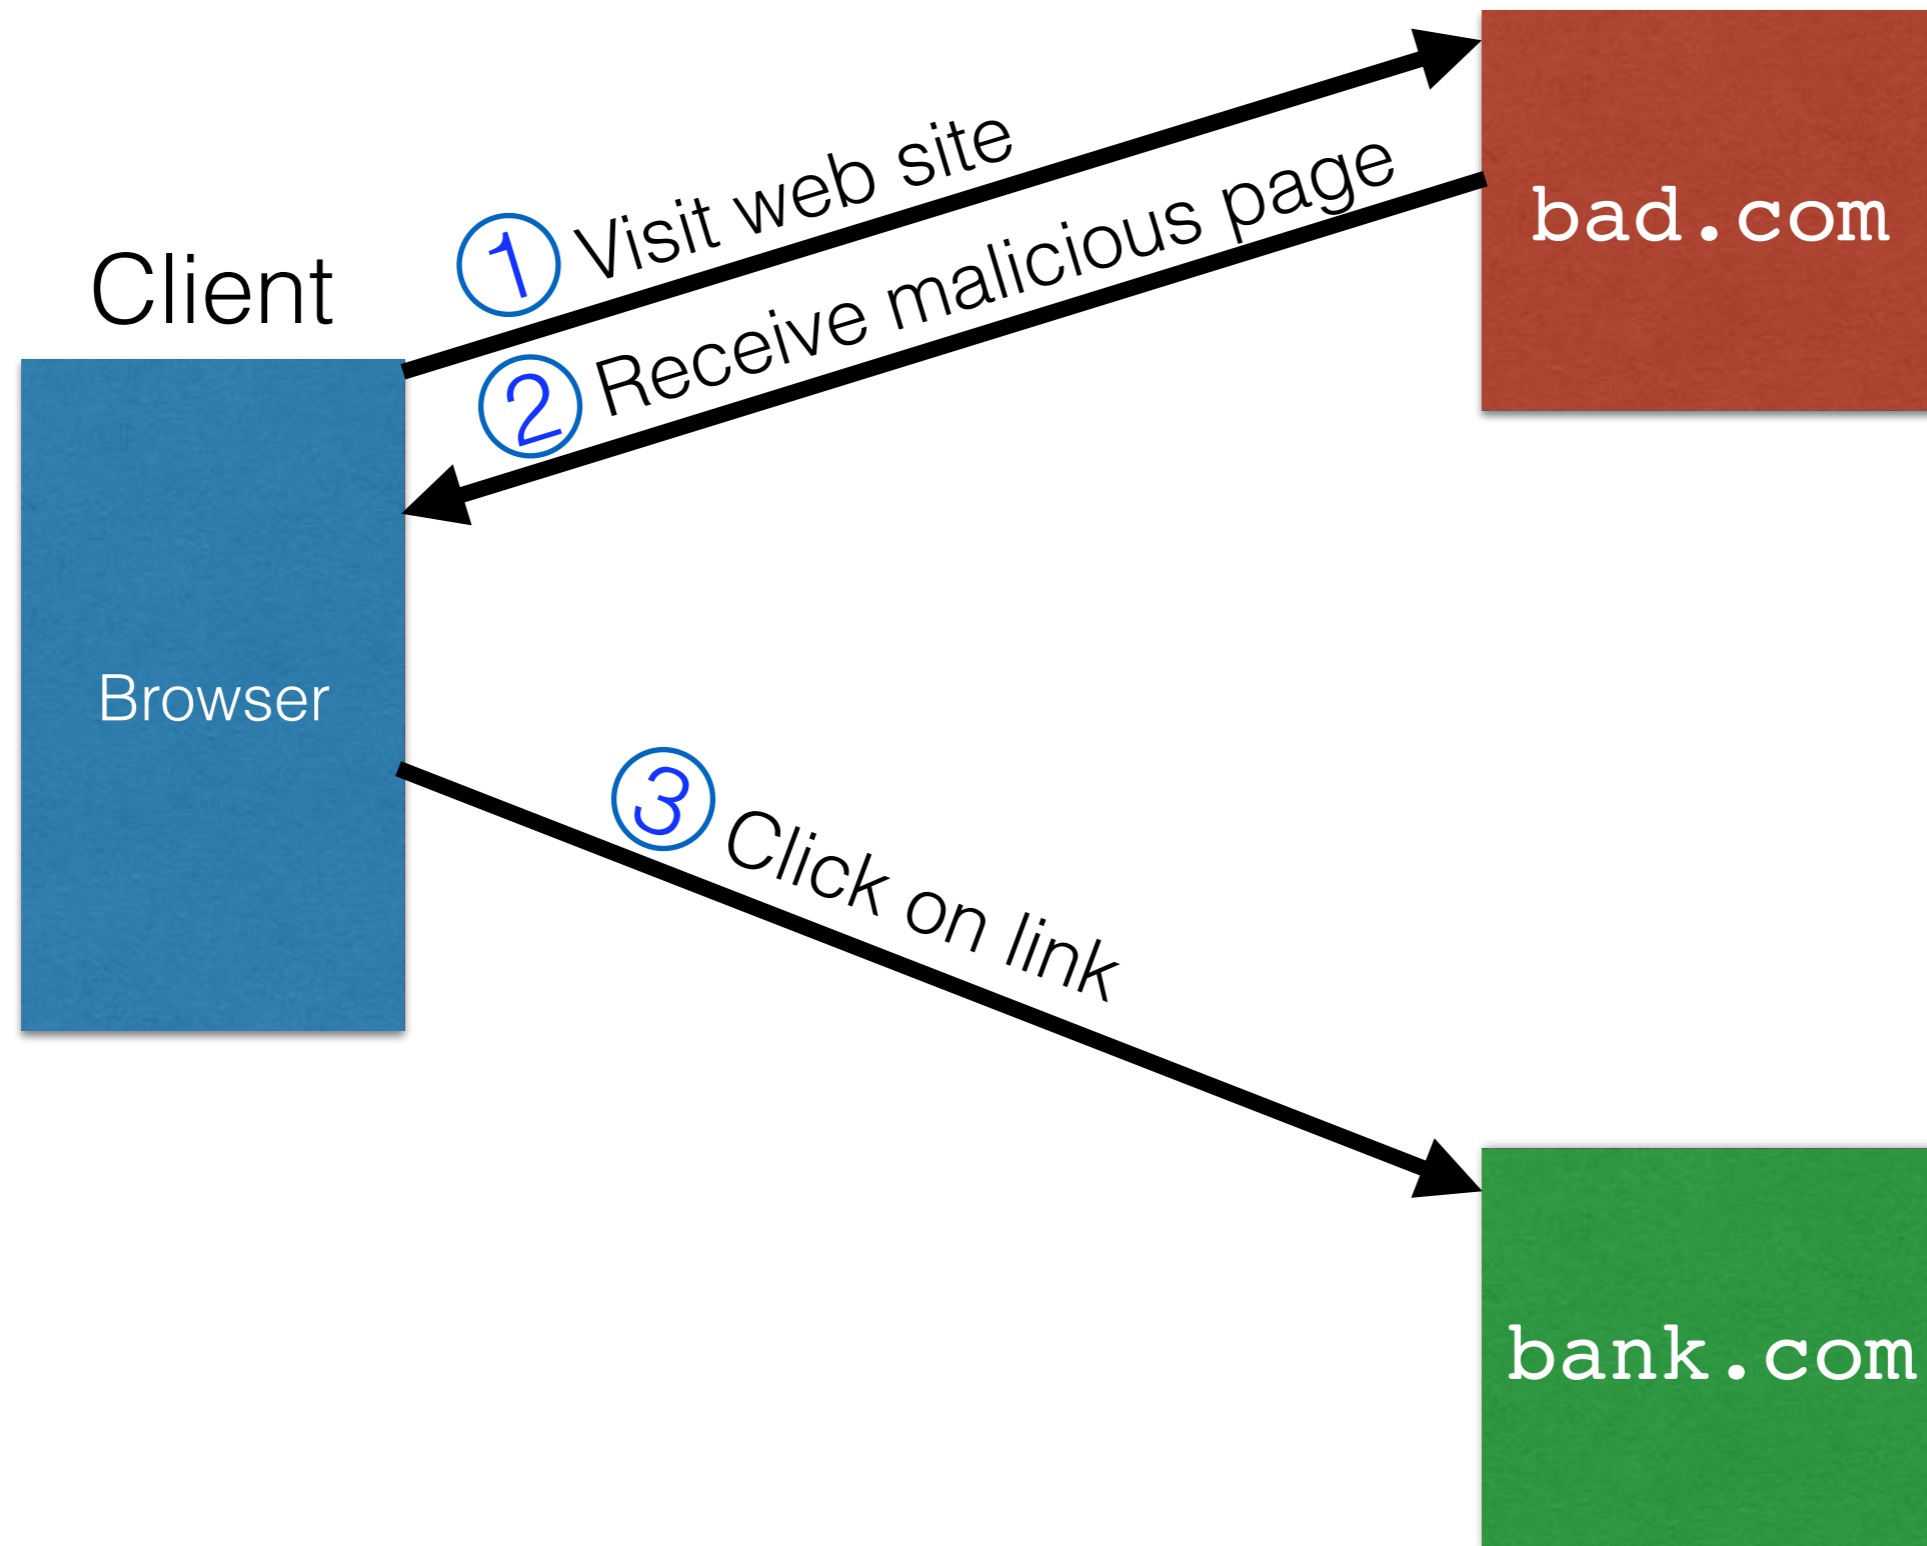 Client
Browser
① Visit web site
② Receive malicious page
bad.com
③ Click on link
bank.com